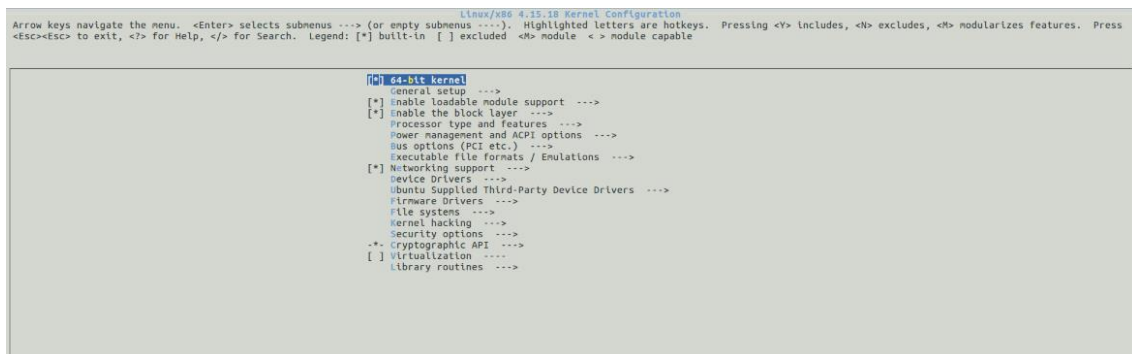 Linux/x86 4.15.18 Kernel Configuration
Arrow keys navigate the menu.  <Enter> selects submenus ---> (or empty submenus ----).  Highlighted letters are hotkeys.  Pressing <Y> includes, <N> excludes, <M> modularizes features.  Press
<Esc><Esc> to exit, <?> for Help, </> for Search.  Legend: [*] built-in  [ ] excluded  <M> module  < > module capable
[*] 64-bit kernel
General setup  --->
[*] Enable loadable module support  --->
[*] Enable the block layer  --->
Processor type and features  --->
Power management and ACPI options  --->
Bus options (PCI etc.)  --->
Executable file formats / Emulations  --->
[*] Networking support  --->
Device Drivers  --->
Ubuntu Supplied Third-Party Device Drivers  --->
Firmware Drivers  --->
File systems  --->
Kernel hacking  --->
Security options  --->
-*- Cryptographic API  --->
[ ] Virtualization  ----
Library routines  --->